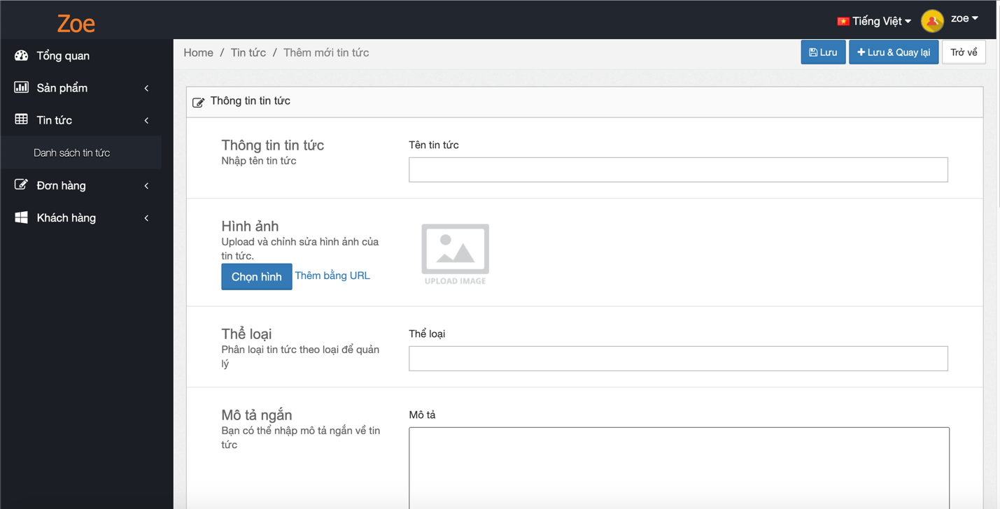 Zoe
Tiếng Việt
zoe
Tổng quan
Sản phẩm
Tin tức
Danh sách tin tức
Đơn hàng
Khách hàng
Home / Tin tức / Thêm mới tin tức
Lưu
Lưu & Quay lại
Trở về
Thông tin tin tức
Thông tin tin tức
Nhập tên tin tức
Tên tin tức
Hình ảnh
Upload và chỉnh sửa hình ảnh của
tin tức.
Chọn hình
Thêm bằng URL
UPLOAD IMAGE
Thể loại
Phân loại tin tức theo loại để quản
lý
Thể loại
Mô tả ngắn
Bạn có thể nhập mô tả ngắn về tin
tức
Mô tả